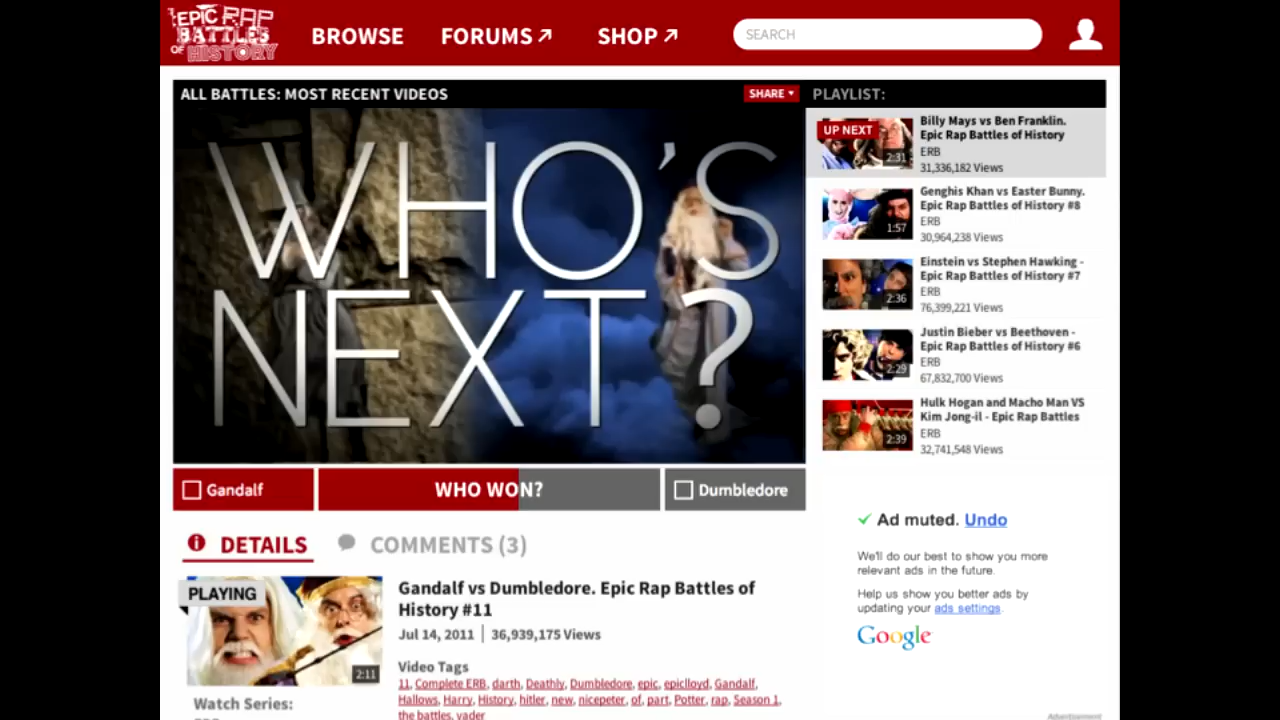 EPIC RAP
BATTLES
OF HISTORY
BROWSE
FORUMS
SHOP
SEARCH
ALL BATTLES: MOST RECENT VIDEOS
SHARE
PLAYLIST:
WHO'S
NEXT?
UP NEXT
2:31
Billy Mays vs Ben Franklin.
Epic Rap Battles of History
ERB
31,336,182 Views
1:57
Genghis Khan vs Easter Bunny.
Epic Rap Battles of History #8
ERB
30,964,238 Views
2:36
Einstein vs Stephen Hawking -
Epic Rap Battles of History #7
ERB
76,399,221 Views
2:29
Justin Bieber vs Beethoven -
Epic Rap Battles of History #6
ERB
67,832,700 Views
2:39
Hulk Hogan and Macho Man VS
Kim Jong-il - Epic Rap Battles
ERB
32,741,548 Views
Gandalf
WHO WON?
Dumbledore
DETAILS
COMMENTS (3)
PLAYING
2:11
Gandalf vs Dumbledore. Epic Rap Battles of
History #11
Jul 14, 2011 | 36,939,175 Views
Video Tags
11, Complete ERB, darth, Deathly, Dumbledore, epic, epiclloyd, Gandalf,
Hallows, Harry, History, hitler, new, nicepeter, of, part, Potter, rap, Season 1,
the battles, vader
Watch Series:
Ad muted. Undo
We'll do our best to show you more
relevant ads in the future.
Help us show you better ads by
updating your ads settings.
Google
Advertisement